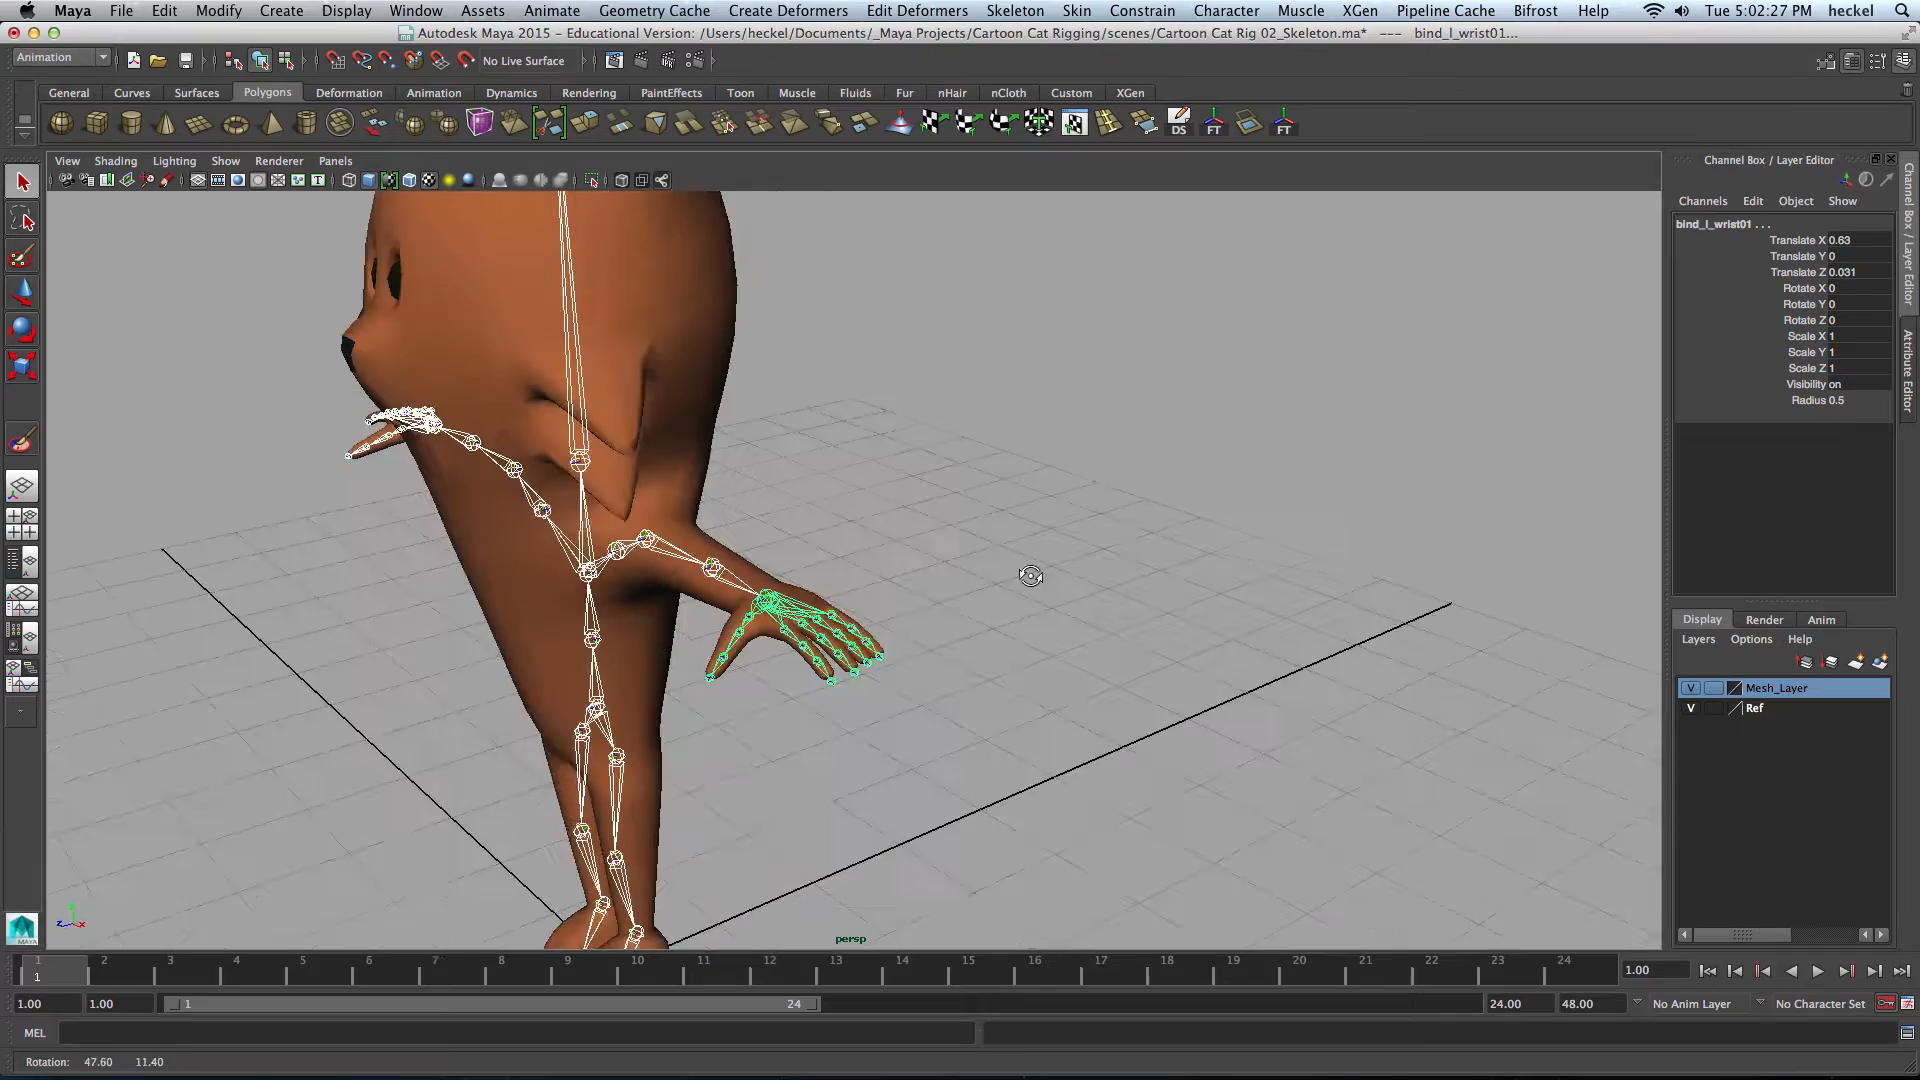 Maya File Edit Modify Create Display Window Assets Animate Geometry Cache Create Deformers Edit Deformers Skeleton Skin Constrain Character Muscle XGen Pipeline Cache Bifrost Help Tue 5:02:27 PM heckel
Autodesk Maya 2015 - Educational Version: /Users/heckel/Documents/_Maya Projects/Cartoon Cat Rigging/scenes/Cartoon Cat Rig 02_Skeleton.ma* --- bind_l_wrist01...
Animation No Live Surface
General Curves Surfaces Polygons Deformation Animation Dynamics Rendering PaintEffects Toon Muscle Fluids Fur nHair nCloth Custom XGen
DS FT FT
View Shading Lighting Show Renderer Panels
Channel Box / Layer Editor
Channels Edit Object Show
bind_l_wrist01 . . .
Translate X 0.63
Translate Y 0
Translate Z 0.031
Rotate X 0
Rotate Y 0
Rotate Z 0
Scale X 1
Scale Y 1
Scale Z 1
Visibility on
Radius 0.5
Channel Box / Layer Editor
Attribute Editor
Display Render Anim
Layers Options Help
V Mesh_Layer
V Ref
MAYA
z x
persp
1 2 3 4 5 6 7 8 9 10 11 12 13 14 15 16 17 18 19 20 21 22 23 24
1 1.00
1.00 1.00 1 24 24.00 48.00 No Anim Layer No Character Set
MEL
Rotation: 47.60 11.40